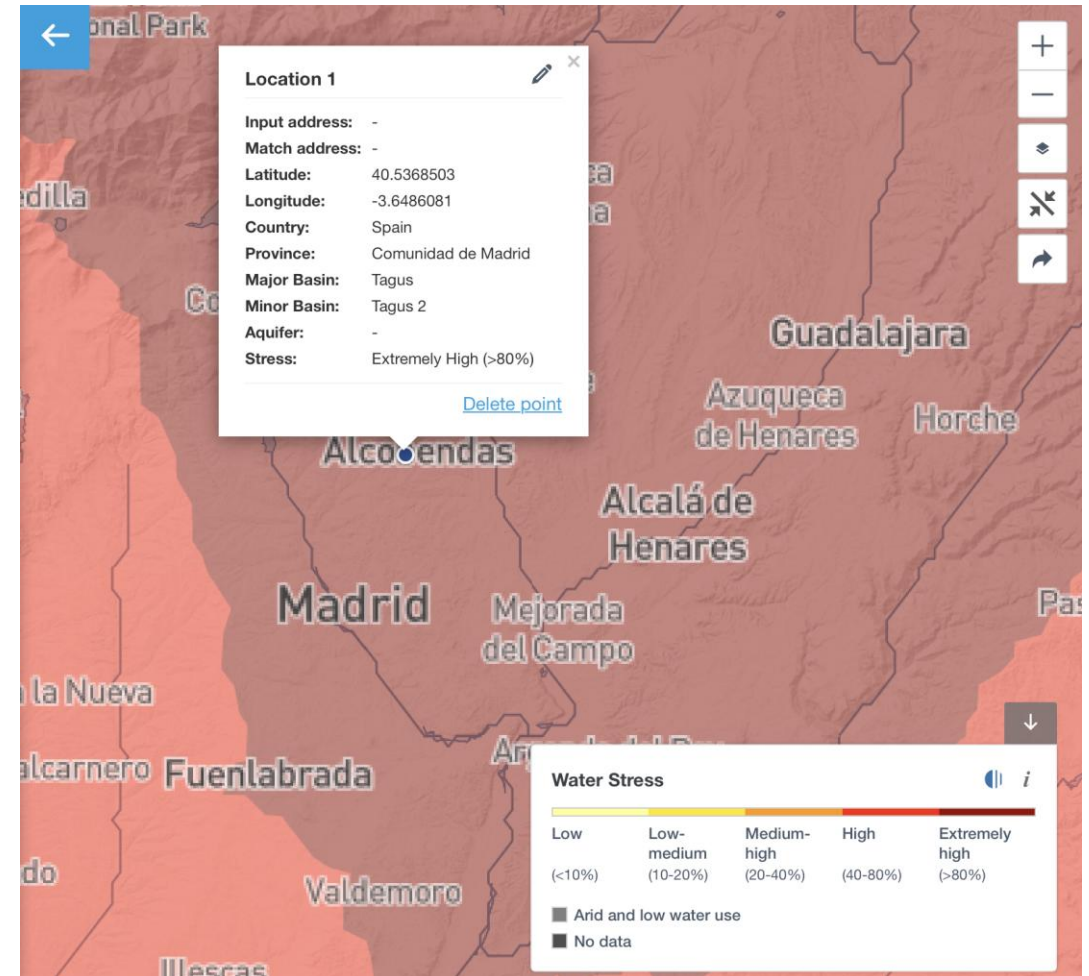 onal Park
Location 1
Input address: -
Match address: -
Latitude: 40.5368503
Longitude: -3.6486081
Country: Spain
Province: Comunidad de Madrid
Major Basin: Tagus
Minor Basin: Tagus 2
Aquifer: -
Stress: Extremely High (>80%)
Delete point
Guadalajara
Azuqueca
de Henares
Horche
Alcobendas
Alcalá de
Henares
Madrid
Mejorada
del Campo
la Nueva
alcarnero
Fuenlabrada
Valdemoro
Illescas
Water Stress
i
Low
Low-
medium
Medium-
high
High
Extremely
high
(<10%)
(10-20%)
(20-40%)
(40-80%)
(>80%)
Arid and low water use
No data